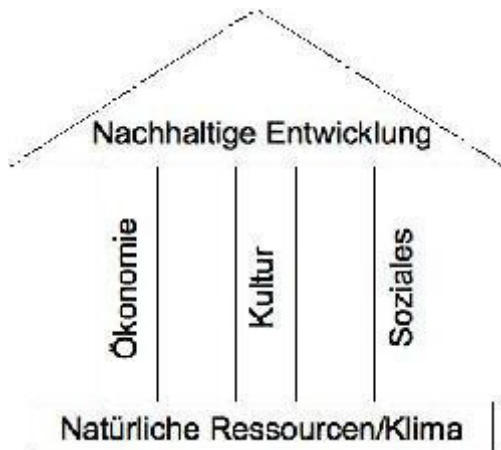 Nachhaltige Entwicklung
Ökonomie
Kultur
Soziales
Natürliche Ressourcen/Klima